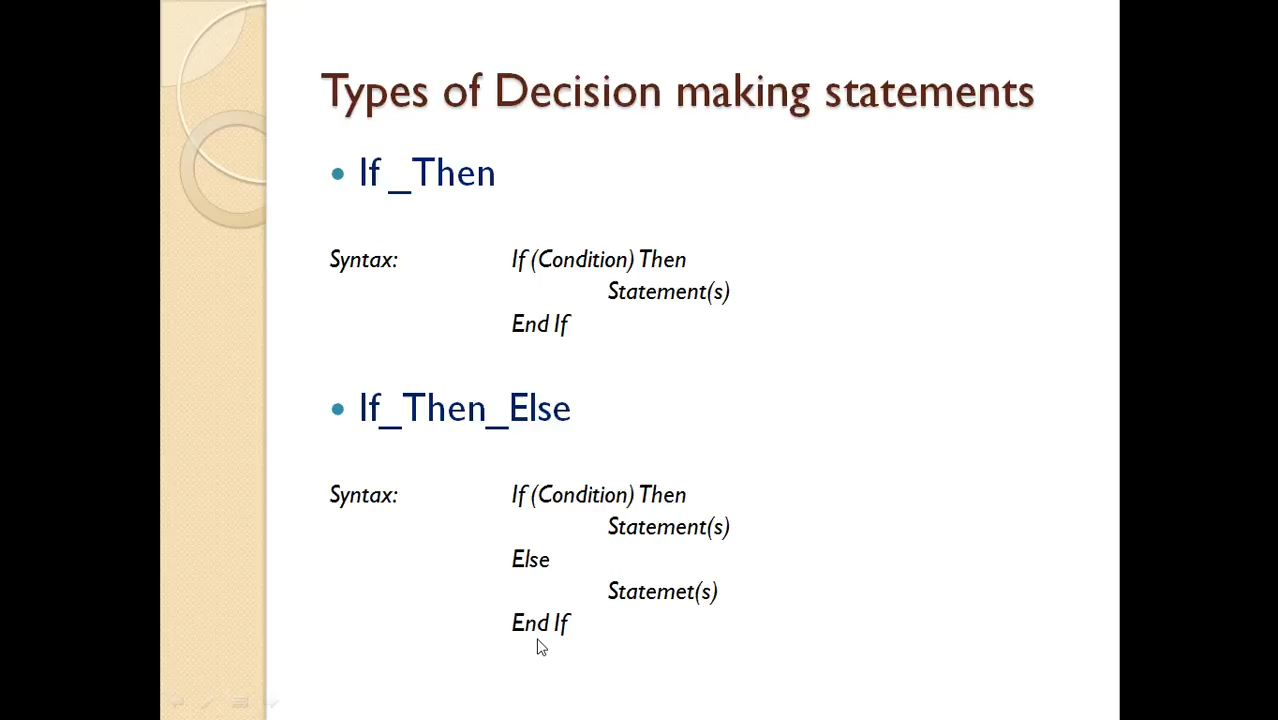 Types of Decision making statements
• If _Then
Syntax: If (Condition) Then
Statement(s)
End If
• If_Then_Else
Syntax: If (Condition) Then
Statement(s)
Else
Statemet(s)
End If